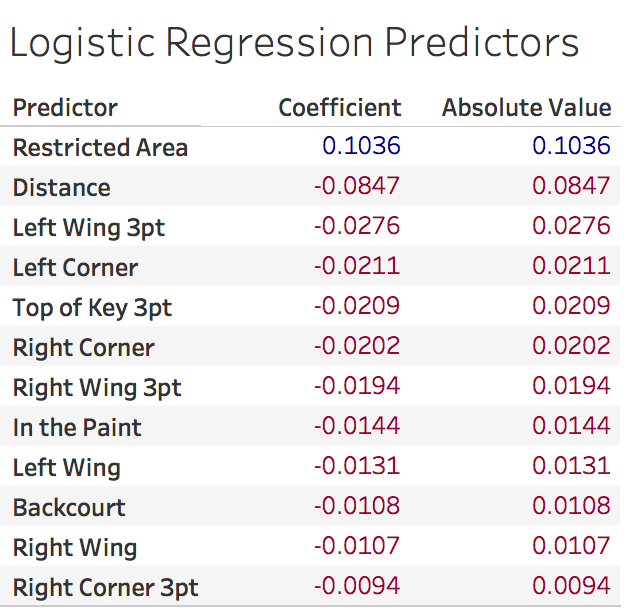 Logistic Regression Predictors
Predictor Coefficient Absolute Value
Restricted Area 0.1036 0.1036
Distance -0.0847 0.0847
Left Wing 3pt -0.0276 0.0276
Left Corner -0.0211 0.0211
Top of Key 3pt -0.0209 0.0209
Right Corner -0.0202 0.0202
Right Wing 3pt -0.0194 0.0194
In the Paint -0.0144 0.0144
Left Wing -0.0131 0.0131
Backcourt -0.0108 0.0108
Right Wing -0.0107 0.0107
Right Corner 3pt -0.0094 0.0094